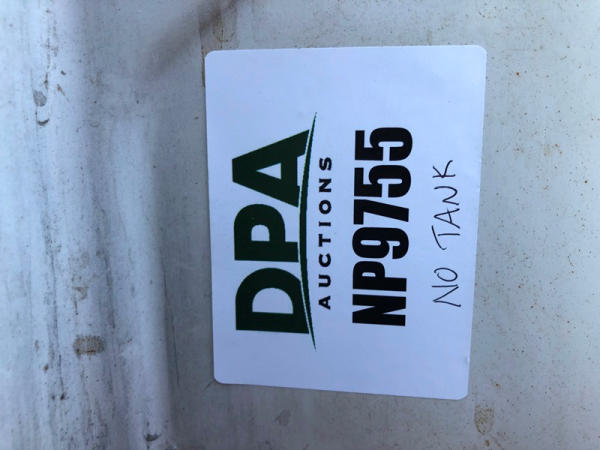 DPA
AUCTIONS
NP9755
NO TANK